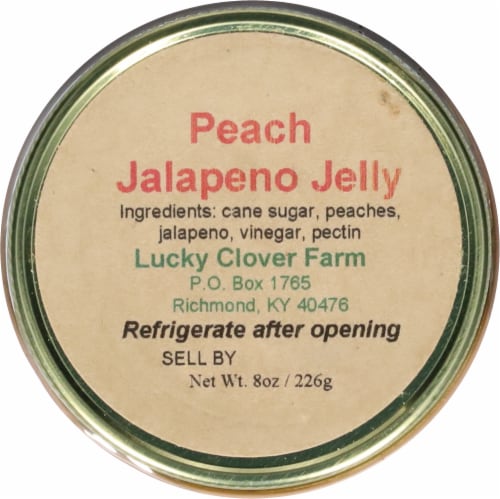 Peach
Jalapeno Jelly
Ingredients: cane sugar, peaches,
jalapeno, vinegar, pectin
Lucky Clover Farm
P.O. Box 1765
Richmond, KY 40476
Refrigerate after opening
SELL BY
Net Wt. 8oz / 226g